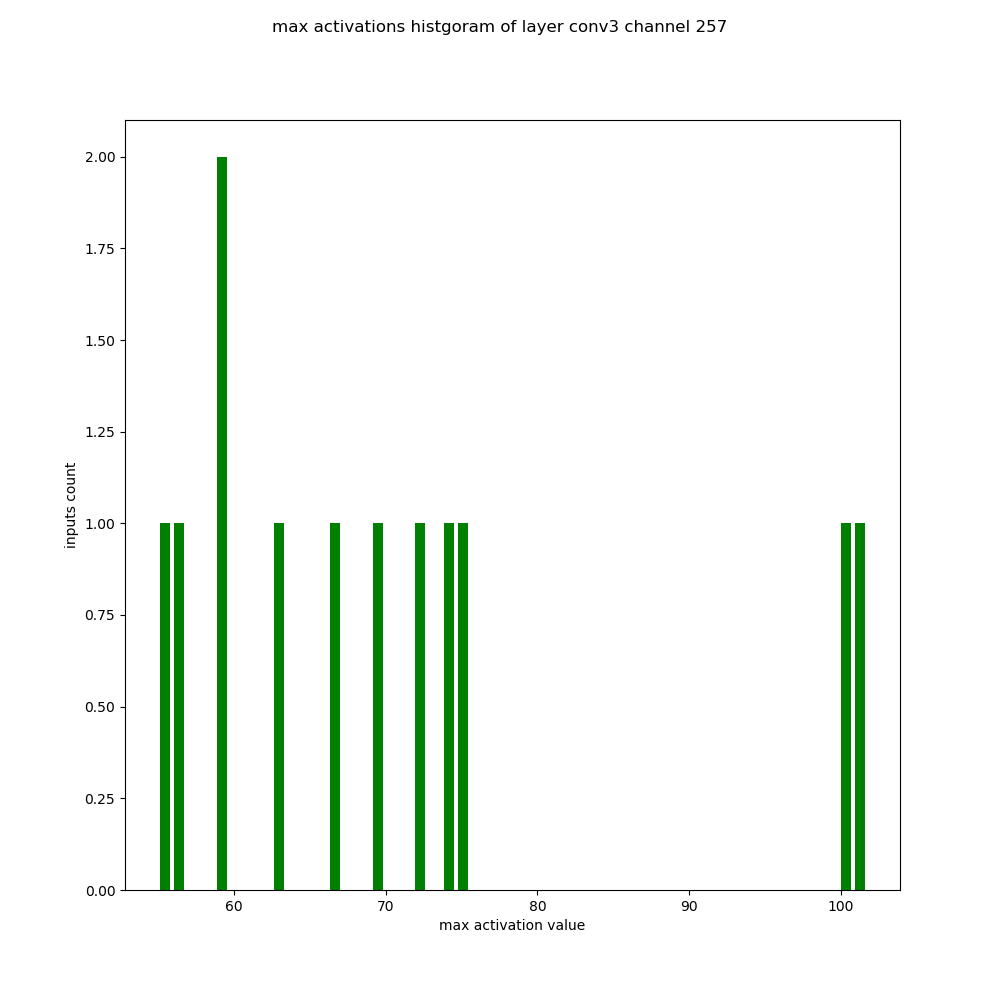 max activations histgoram of layer conv3 channel 257
2.00
1.75
1.50
1.25
1.00
0.75
0.50
0.25
0.00
inputs count
60 70 80 90 100
max activation value